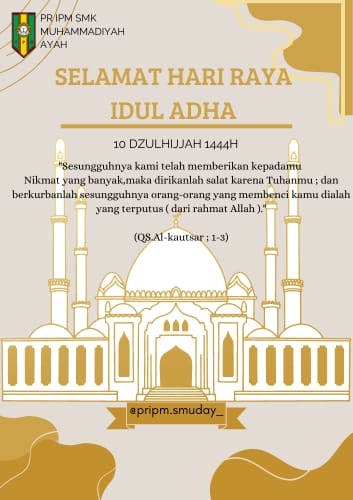 PR IPM SMK
MUHAMMADIYAH
AYAH
SELAMAT HARI RAYA
IDUL ADHA
10 DZULHIJJAH 1444H
"Sesungguhnya kami telah memberikan kepadamu
Nikmat yang banyak,maka dirikanlah salat karena Tuhanmu ; dan
berkurbanlah sesungguhnya orang-orang yang membenci kamu dialah
yang terputus ( dari rahmat Allah )."
(QS.Al-kautsar ; 1-3)
@pripm.smuday_